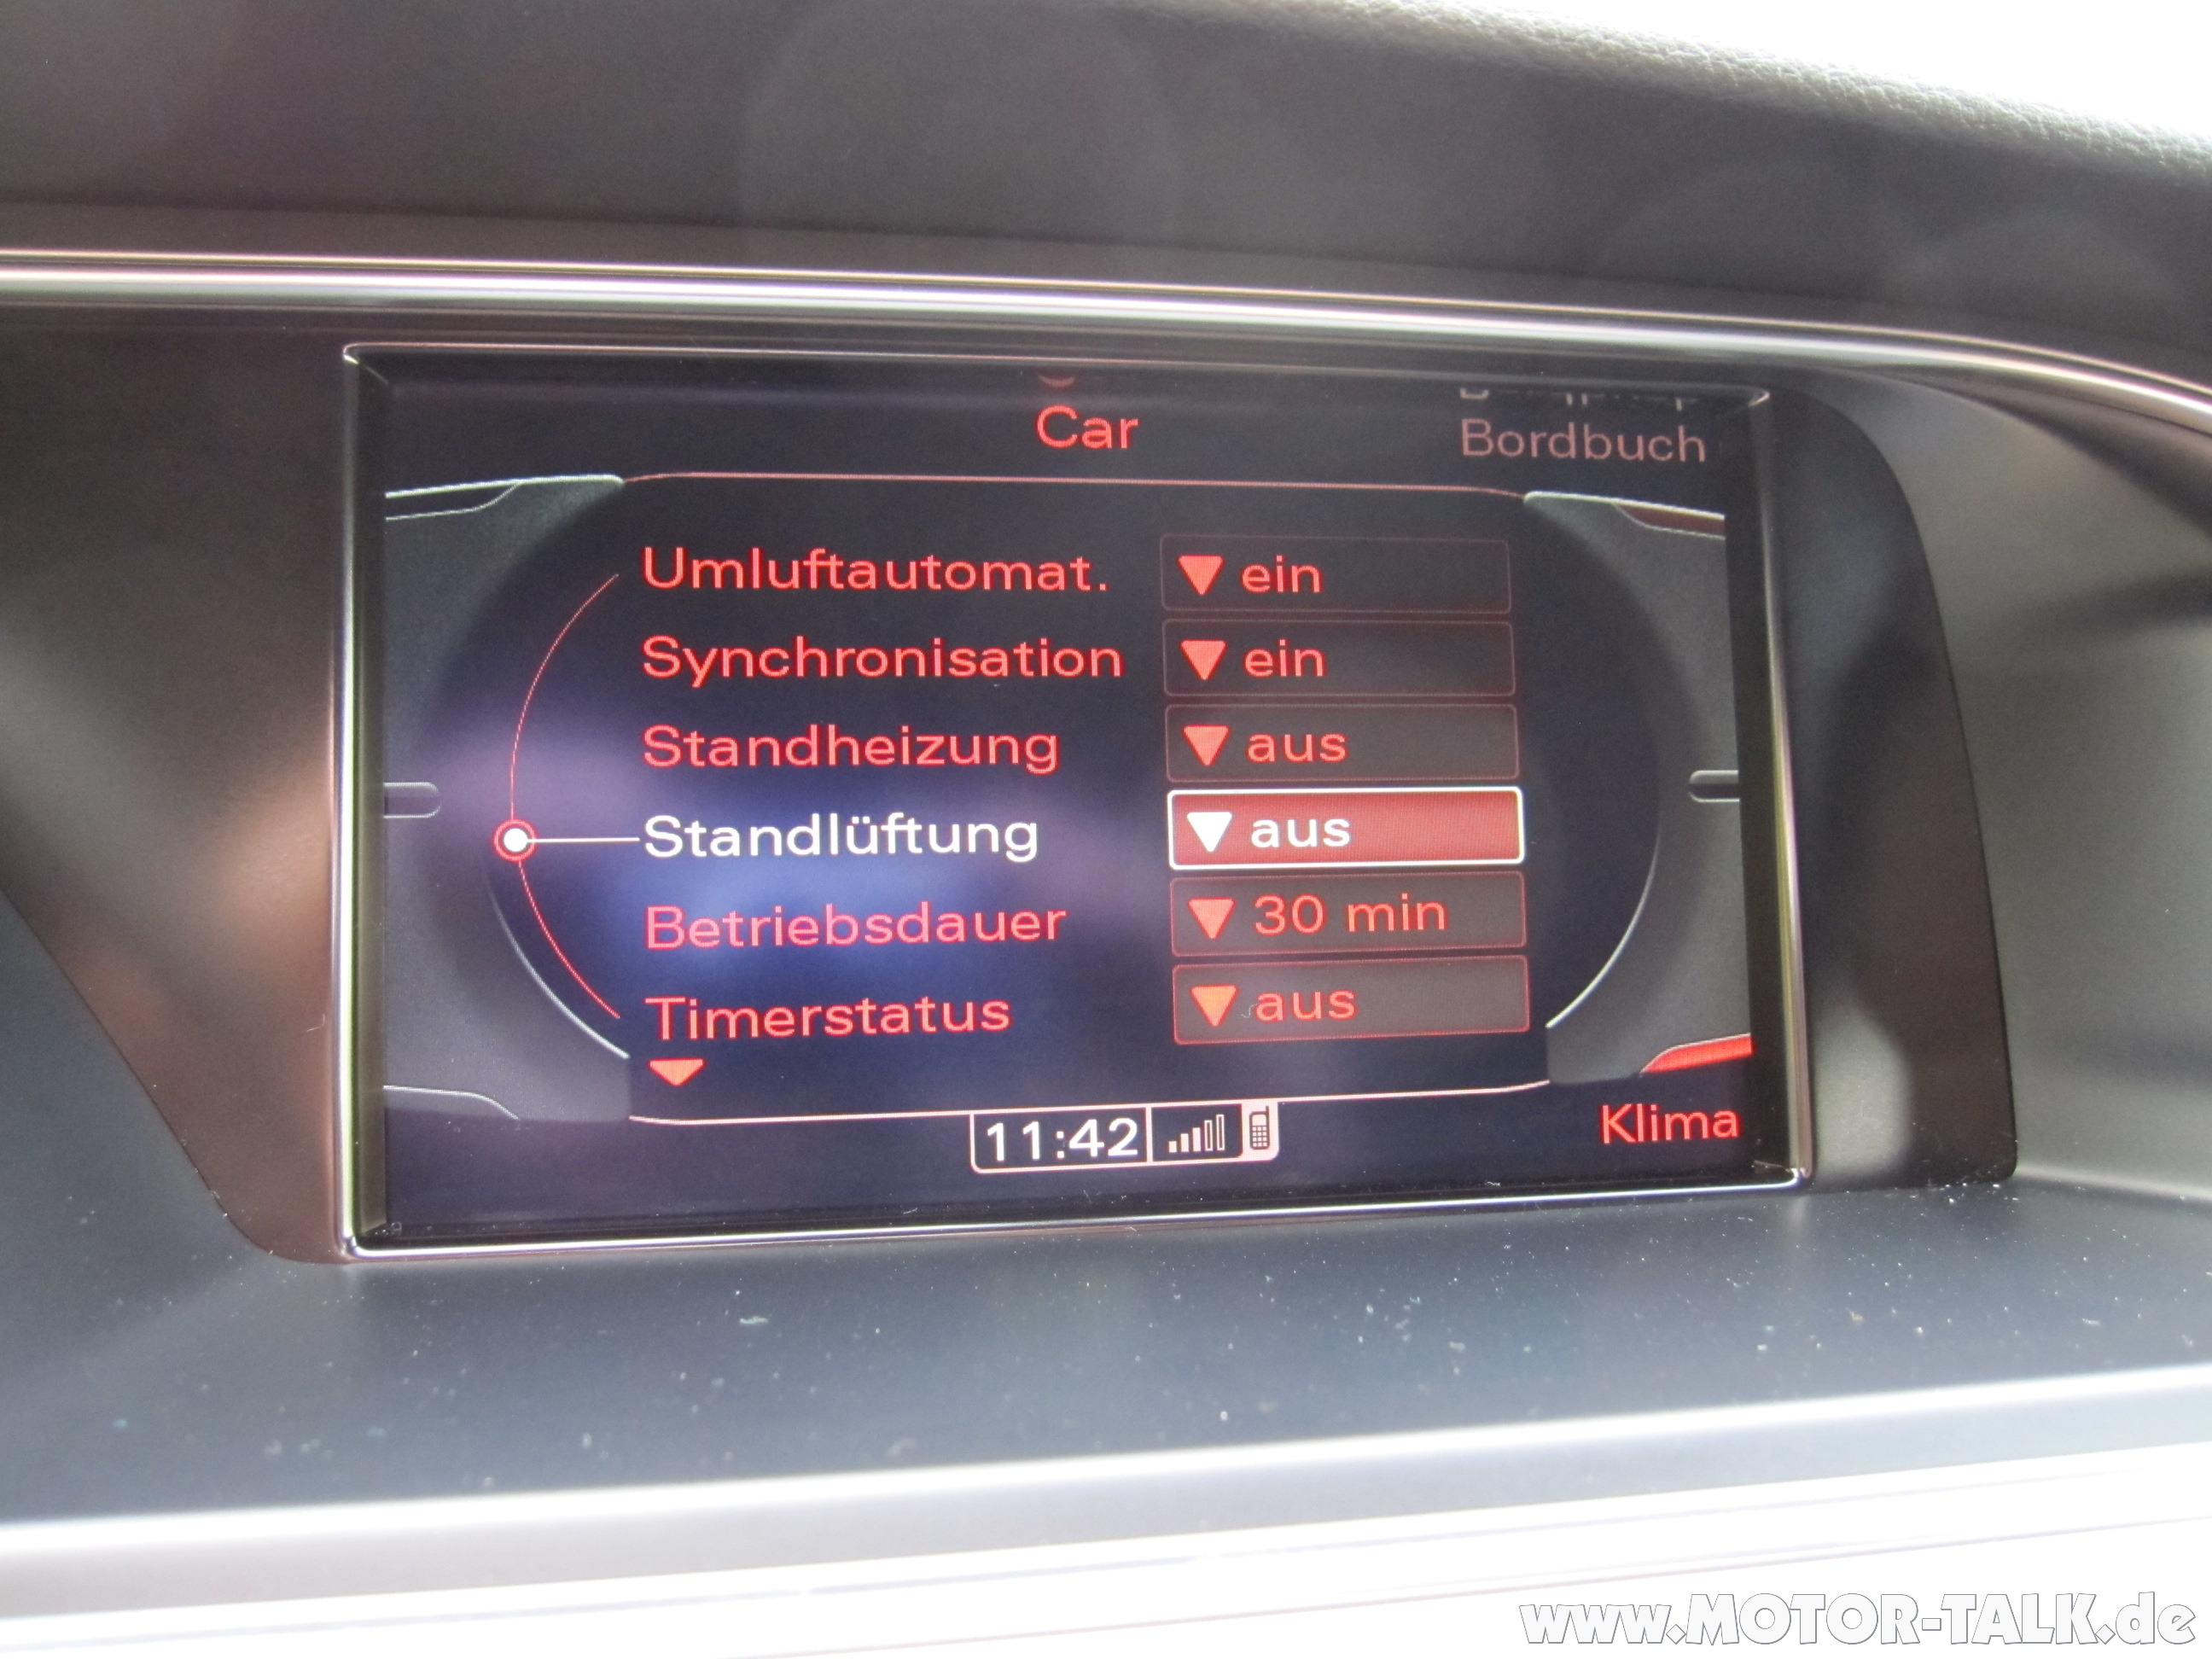 Car
Bordbuch
Umluftautomat. ein
Synchronisation ein
Standheizung aus
Standlüftung aus
Betriebsdauer 30 min
Timerstatus aus
11:42
Klima
www.MOTOR-TALK.de